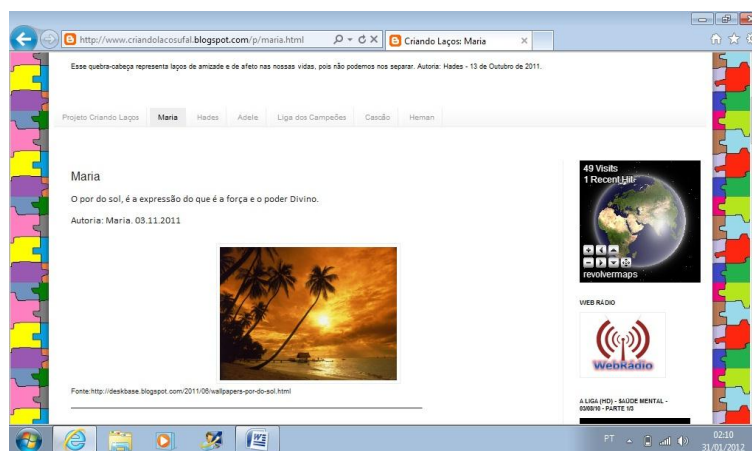 http://www.criandolacosufal.blogspot.com/p/maria.html
Criando Laços: Maria
Esse quebra-cabeça representa laços de amizade e de afeto nas nossas vidas, pois não podemos nos separar. Autoria: Hades - 13 de Outubro de 2011.
Projeto Criando Laços Maria Hades Adele Liga dos Campeões Cascão Heman
Maria
O por do sol, é a expressão do que é a força e o poder Divino.
Autoria: Maria. 03.11.2011
Fonte:http://deskbase.blogspot.com/2011/06/wallpapers-por-do-sol.html
49 Visits
1 Recent Hit
revolvermaps
WEB RÁDIO
WebRádio
A LIGA (HD) - SAÚDE MENTAL -
03/08/10 - PARTE 1/3
PT
02:10
31/01/2012